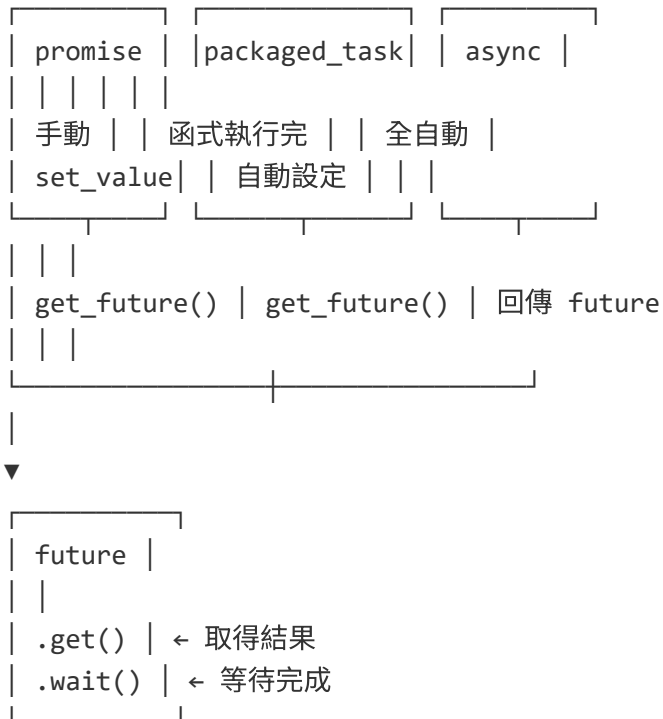 ┌─────────┐ ┌────────────┐ ┌─────────┐
│ promise │ │packaged_task│ │ async │
│ │ │ │ │ │
│ 手動 │ │ 函式執行完 │ │ 全自動 │
│ set_value│ │ 自動設定 │ │ │
└────┬────┘ └──────┬──────┘ └────┬────┘
│ │ │
│ get_future() │ get_future() │ 回傳 future
│ │ │
└───────────────┼───────────────┘
│
▼
┌──────────┐
│ future │
│ │
│ .get() │ ← 取得結果
│ .wait() │ ← 等待完成